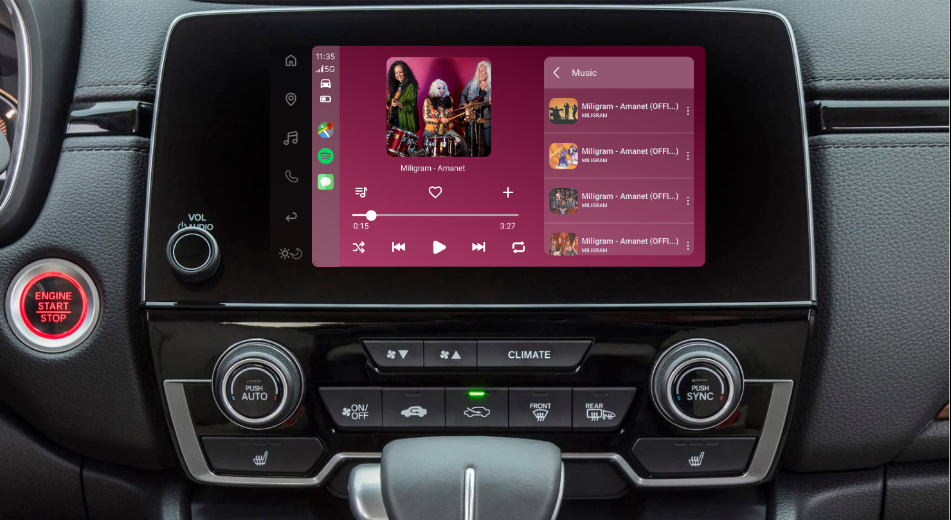 11:35
5G
Music
Miligram - Amanet (OFFI...)
MILIGRAM
Miligram - Amanet (OFFI...)
MILIGRAM
Miligram - Amanet (OFFI...)
MILIGRAM
Miligram - Amanet (OFFI...)
MILIGRAM
Miligram - Amanet
0:15
3:27
VOL
AUDIO
ENGINE
START
STOP
CLIMATE
PUSH
AUTO
ON/
OFF
FRONT
REAR
PUSH
SYNC